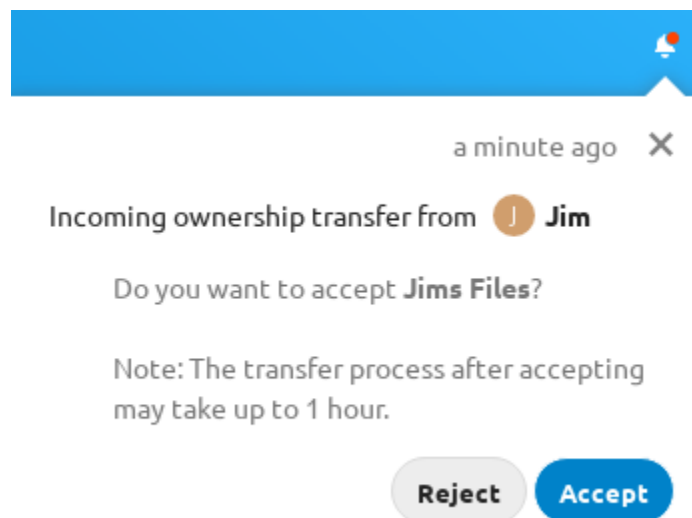 a minute ago
Incoming ownership transfer from J Jim
Do you want to accept Jims Files?
Note: The transfer process after accepting
may take up to 1 hour.
Reject Accept